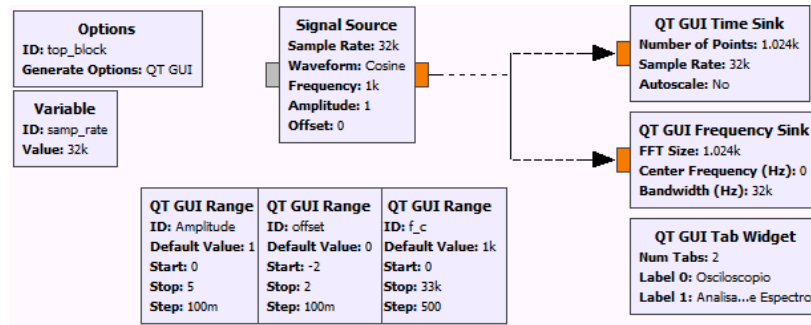 Options
ID: top_block
Generate Options: QT GUI
Variable
ID: samp_rate
Value: 32k
Signal Source
Sample Rate: 32k
Waveform: Cosine
Frequency: 1k
Amplitude: 1
Offset: 0
QT GUI Time Sink
Number of Points: 1.024k
Sample Rate: 32k
Autoscale: No
QT GUI Frequency Sink
FFT Size: 1.024k
Center Frequency (Hz): 0
Bandwidth (Hz): 32k
QT GUI Range
ID: Amplitude
Default Value: 1
Start: 0
Stop: 5
Step: 100m
QT GUI Range
ID: offset
Default Value: 0
Start: -2
Stop: 2
Step: 100m
QT GUI Range
ID: f_c
Default Value: 1k
Start: 0
Stop: 33k
Step: 500
QT GUI Tab Widget
Num Tabs: 2
Label 0: Osciloscopio
Label 1: Analisa...e Espectro